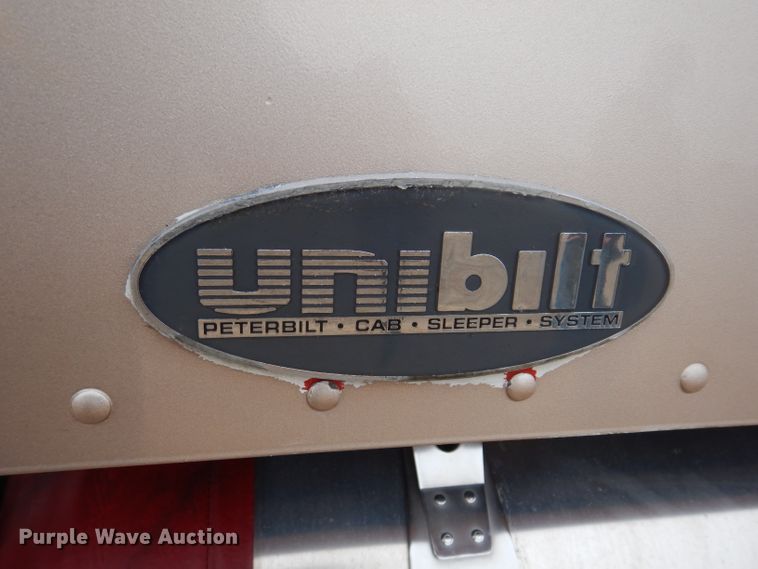 unibilt
PETERBILT • CAB • SLEEPER • SYSTEM
Purple Wave Auction®